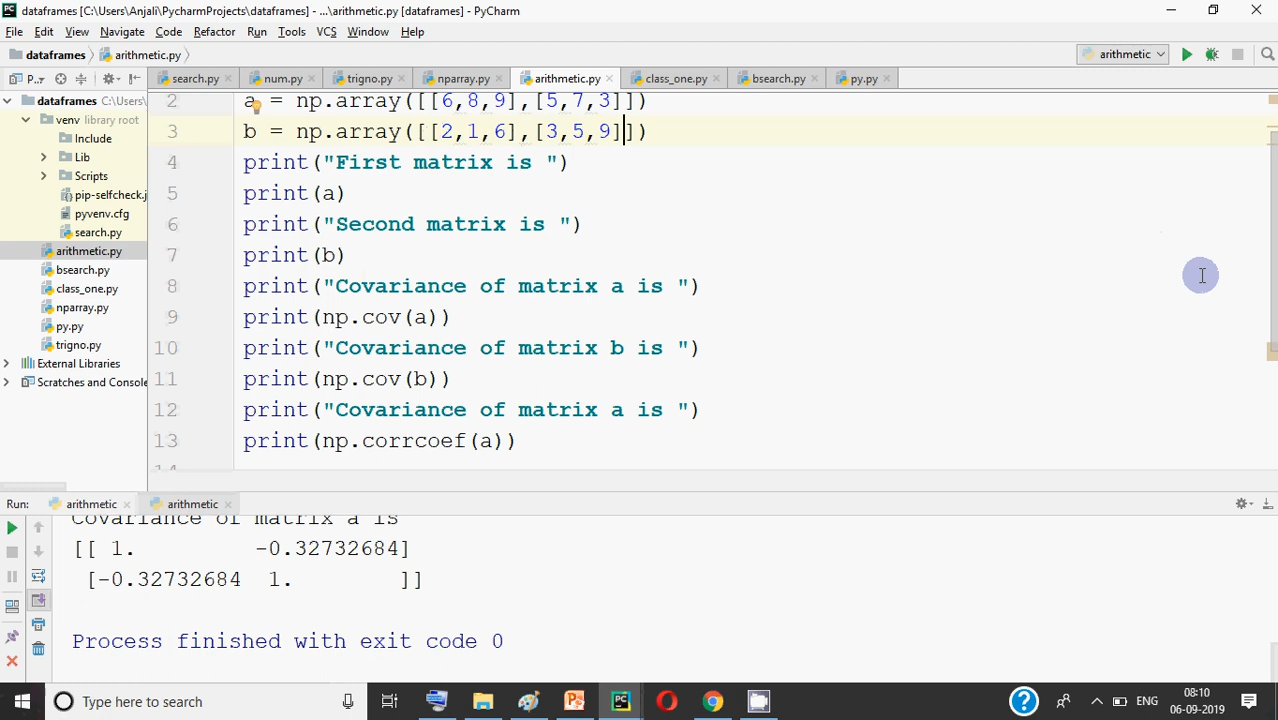 dataframes [C:\Users\Anjali\PycharmProjects\dataframes] - ...\arithmetic.py [dataframes] - PyCharm
File Edit View Navigate Code Refactor Run Tools VCS Window Help
dataframes arithmetic.py arithmetic
P.. search.py num.py trigno.py nparray.py arithmetic.py class_one.py bsearch.py py.py
dataframes C:\Users\
venv library root
Include
Lib
Scripts
pip-selfcheck.j
pyvenv.cfg
search.py
arithmetic.py
bsearch.py
class_one.py
nparray.py
py.py
trigno.py
External Libraries
Scratches and Console
2 a = np.array([[6,8,9],[5,7,3]])
3 b = np.array([[2,1,6],[3,5,9]])
4 print("First matrix is ")
5 print(a)
6 print("Second matrix is ")
7 print(b)
8 print("Covariance of matrix a is ")
9 print(np.cov(a))
10 print("Covariance of matrix b is ")
11 print(np.cov(b))
12 print("Covariance of matrix a is ")
13 print(np.corrcoef(a))
14
Run: arithmetic arithmetic
Covariance of matrix a is
[[ 1. -0.32732684]
[-0.32732684 1. ]]
Process finished with exit code 0
Type here to search
ENG
08:10
06-09-2019